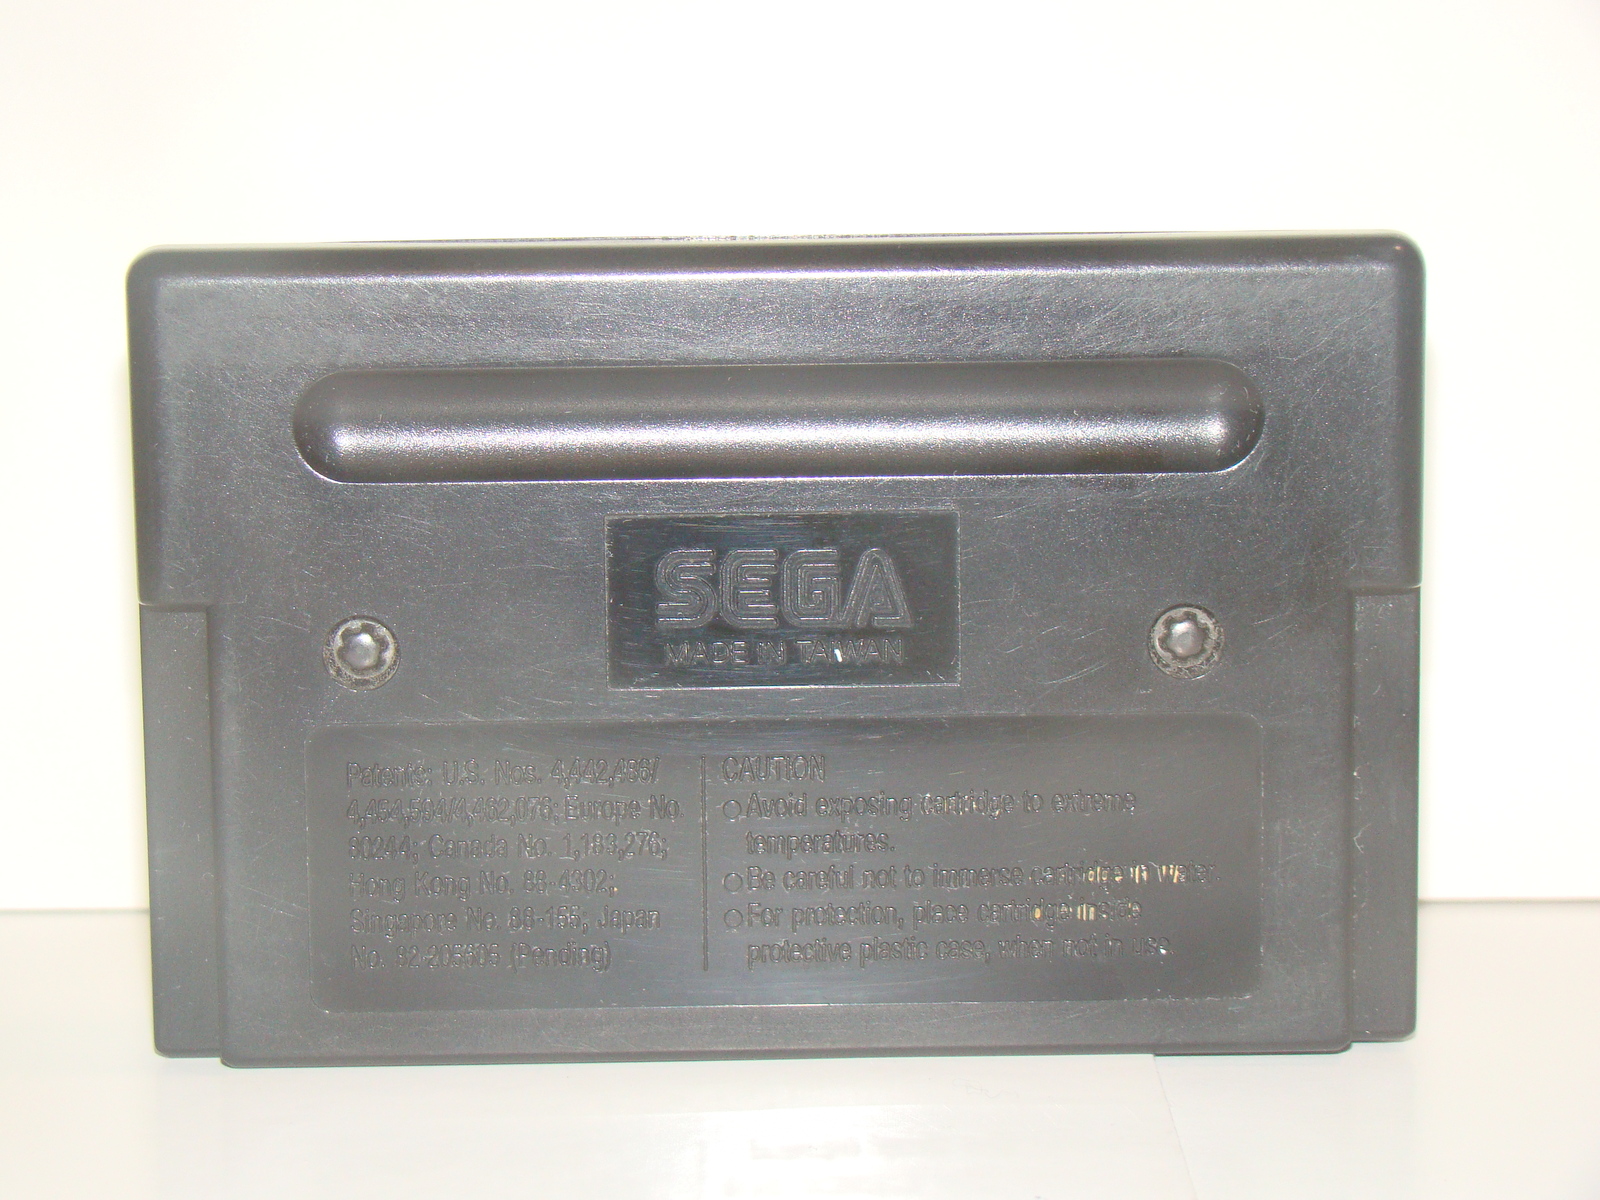 SEGA
MADE IN TAIWAN
Patents: U.S. Nos. 4,442,486/
4,454,594/4,462,076; Europe No.
80244; Canada No. 1,183,276;
Hong Kong No. 88-4302;
Singapore No. 88-155; Japan
No. 82-205605 (Pending)
CAUTION
○ Avoid exposing cartridge to extreme
temperatures.
○ Be careful not to immerse cartridge in water.
○ For protection, place cartridge inside
protective plastic case, when not in use.